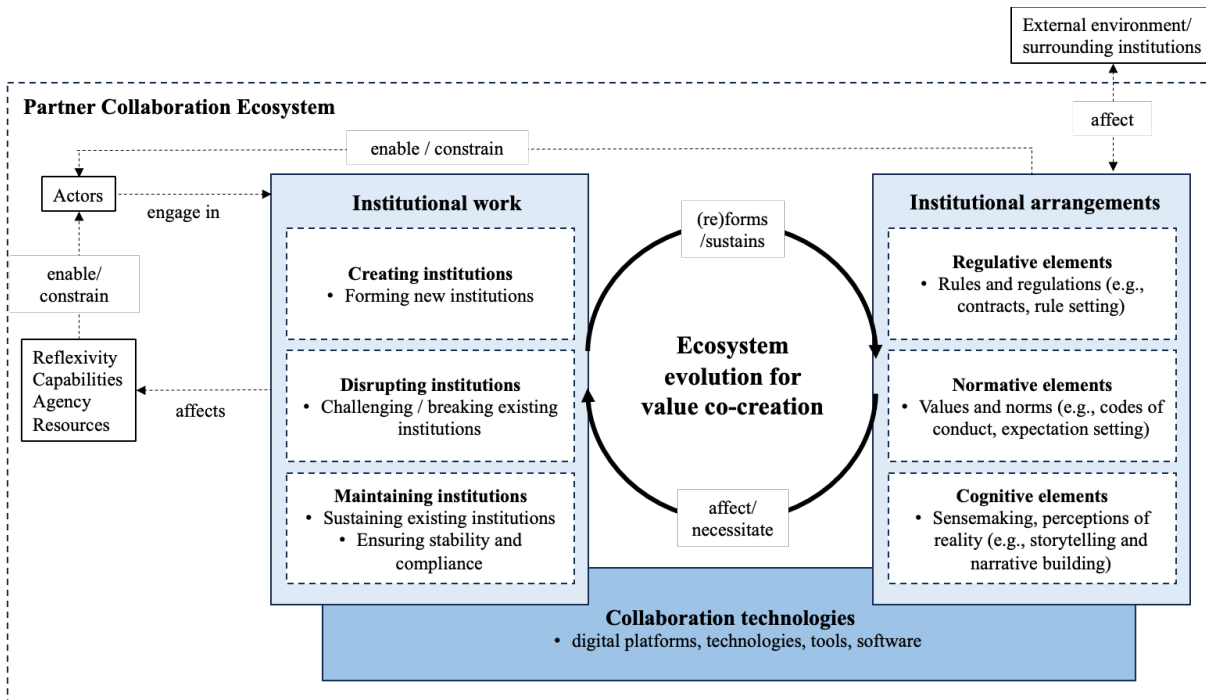 External environment/
surrounding institutions
affect
Partner Collaboration Ecosystem
enable / constrain
Actors
engage in
enable/
constrain
Reflexivity
Capabilities
Agency
Resources
affects
Institutional work
Creating institutions
• Forming new institutions
Disrupting institutions
• Challenging / breaking existing
institutions
Maintaining institutions
• Sustaining existing institutions
• Ensuring stability and
compliance
(re)forms
/sustains
Ecosystem
evolution for
value co-creation
affect/
necessitate
Institutional arrangements
Regulative elements
• Rules and regulations (e.g.,
contracts, rule setting)
Normative elements
• Values and norms (e.g., codes of
conduct, expectation setting)
Cognitive elements
• Sensemaking, perceptions of
reality (e.g., storytelling and
narrative building)
Collaboration technologies
• digital platforms, technologies, tools, software